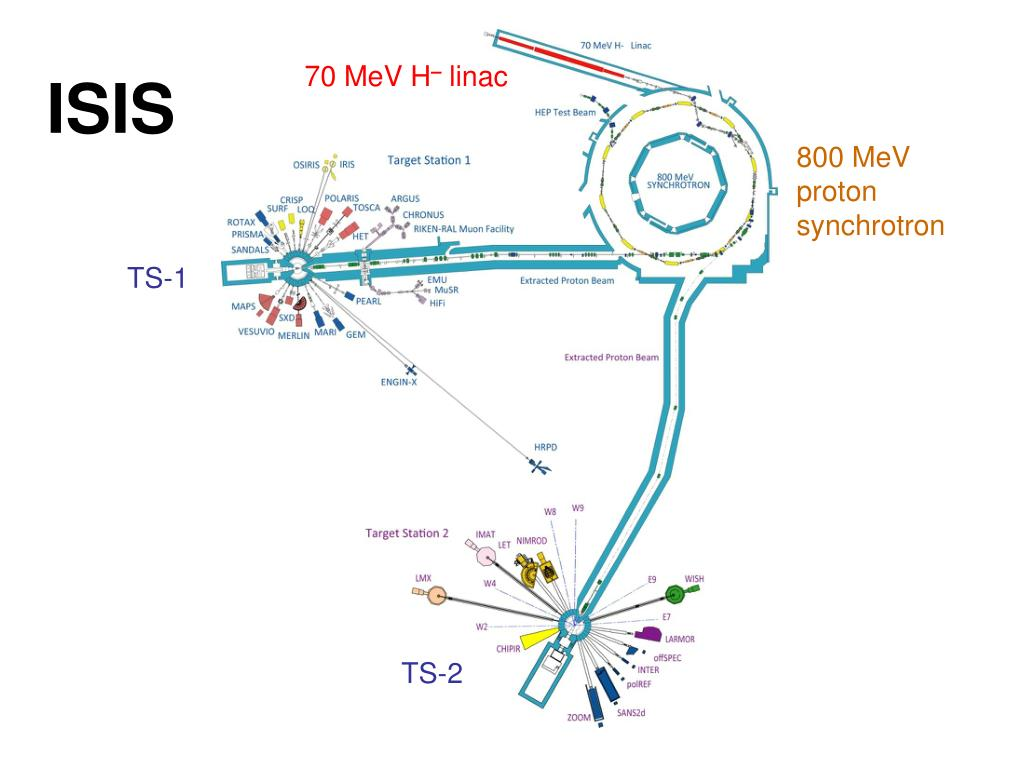 ISIS
70 MeV H– linac
70 MeV H-   Linac
HEP Test Beam
800 MeV
SYNCHROTRON
800 MeV
proton
synchrotron
Target Station 1
OSIRIS
IRIS
CRISP
SURF
LOQ
POLARIS
TOSCA
ARGUS
CHRONUS
RIKEN-RAL Muon Facility
ROTAX
PRISMA
SANDALS
HET
TS-1
Extracted Proton Beam
EMU
MuSR
HiFi
PEARL
MAPS
SXD
VESUVIO
MERLIN
MARI
GEM
ENGIN-X
Extracted Proton Beam
HRPD
Target Station 2
W8
W9
IMAT
LET
NIMROD
LMX
W4
E9
WISH
W2
E7
CHIPIR
LARMOR
offSPEC
INTER
polREF
TS-2
ZOOM
SANS2d